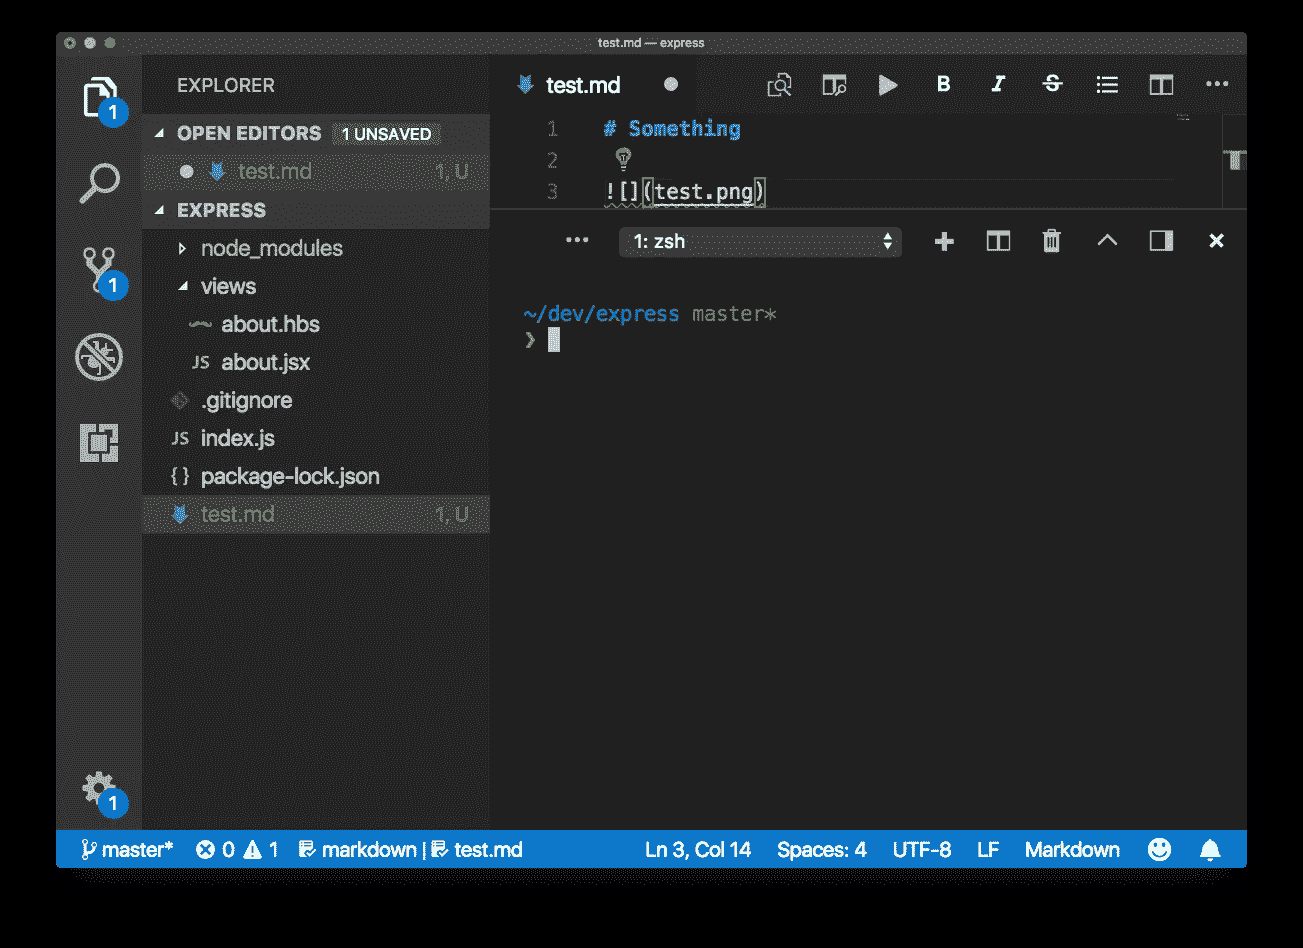 test.md — express
EXPLORER
OPEN EDITORS 1 UNSAVED
test.md 1, U
EXPRESS
node_modules
views
about.hbs
JS about.jsx
.gitignore
JS index.js
{} package-lock.json
test.md 1, U
1
1
1
test.md
B I S
1 # Something
2
3 ![](test.png)
1: zsh
~/dev/express master*
❯
master* 0 1 markdown | test.md Ln 3, Col 14 Spaces: 4 UTF-8 LF Markdown